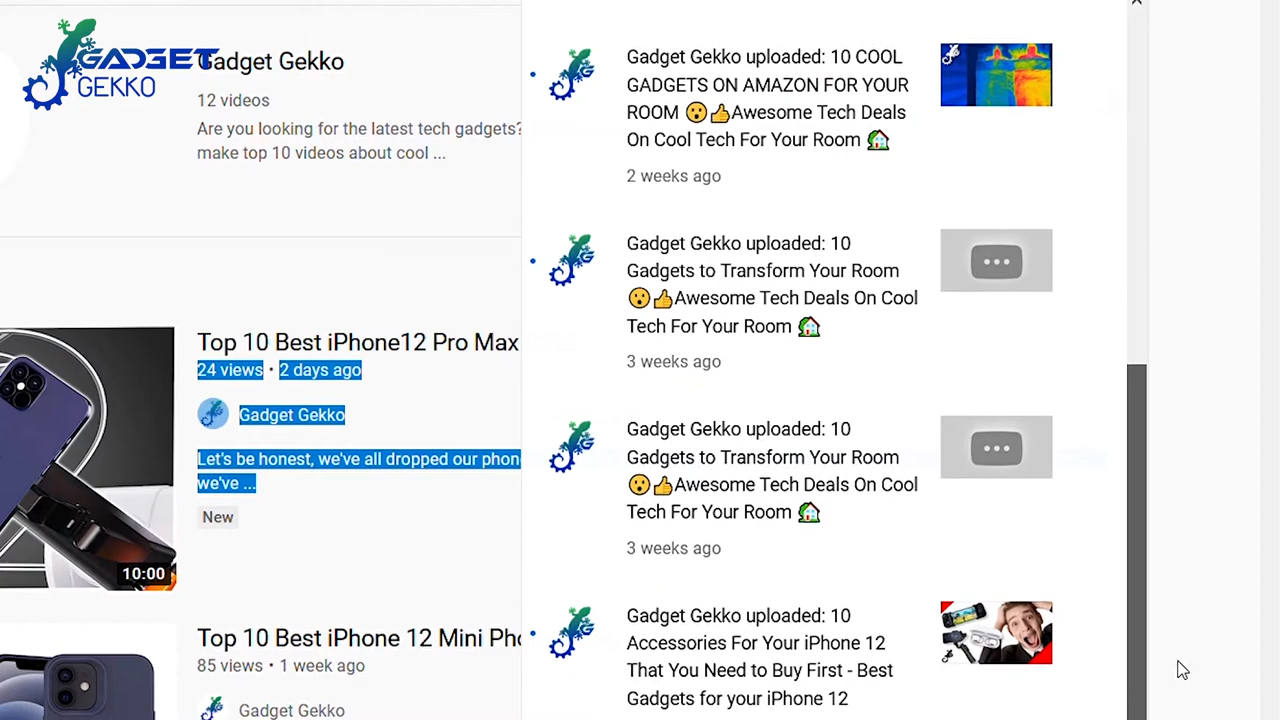 GADGET
GEKKO
Gadget Gekko
12 videos
Are you looking for the latest tech gadgets?
make top 10 videos about cool ...
Top 10 Best iPhone12 Pro Max
24 views • 2 days ago
Gadget Gekko
Let's be honest, we've all dropped our phon
we've ...
New
10:00
Top 10 Best iPhone 12 Mini Pho
85 views • 1 week ago
Gadget Gekko
Gadget Gekko uploaded: 10 COOL
GADGETS ON AMAZON FOR YOUR
ROOM 😮👍Awesome Tech Deals
On Cool Tech For Your Room 🏡
2 weeks ago
Gadget Gekko uploaded: 10
Gadgets to Transform Your Room
😮👍Awesome Tech Deals On Cool
Tech For Your Room 🏡
3 weeks ago
Gadget Gekko uploaded: 10
Gadgets to Transform Your Room
😮👍Awesome Tech Deals On Cool
Tech For Your Room 🏡
3 weeks ago
Gadget Gekko uploaded: 10
Accessories For Your iPhone 12
That You Need to Buy First - Best
Gadgets for your iPhone 12